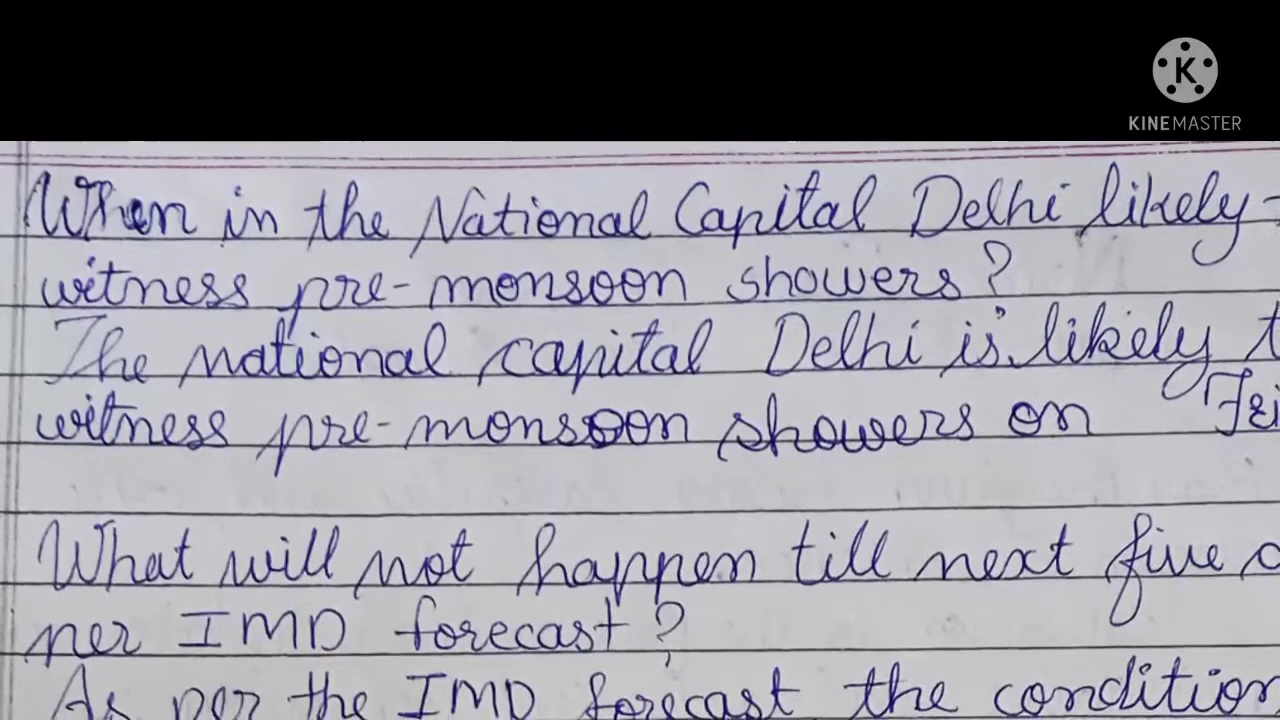 KINEMASTER
When in the National Capital Delhi likely
witness pre-monsoon showers?
The national capital Delhi is likely t
witness pre-monsoon showers on Fri
What will not happen till next five
per IMD forecast?
As per the IMD forecast the condition